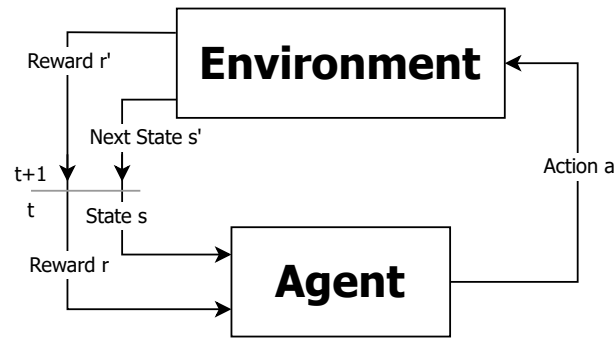 Reward r'
Environment
Next State s'
Action a
t+1
t
State s
Reward r
Agent